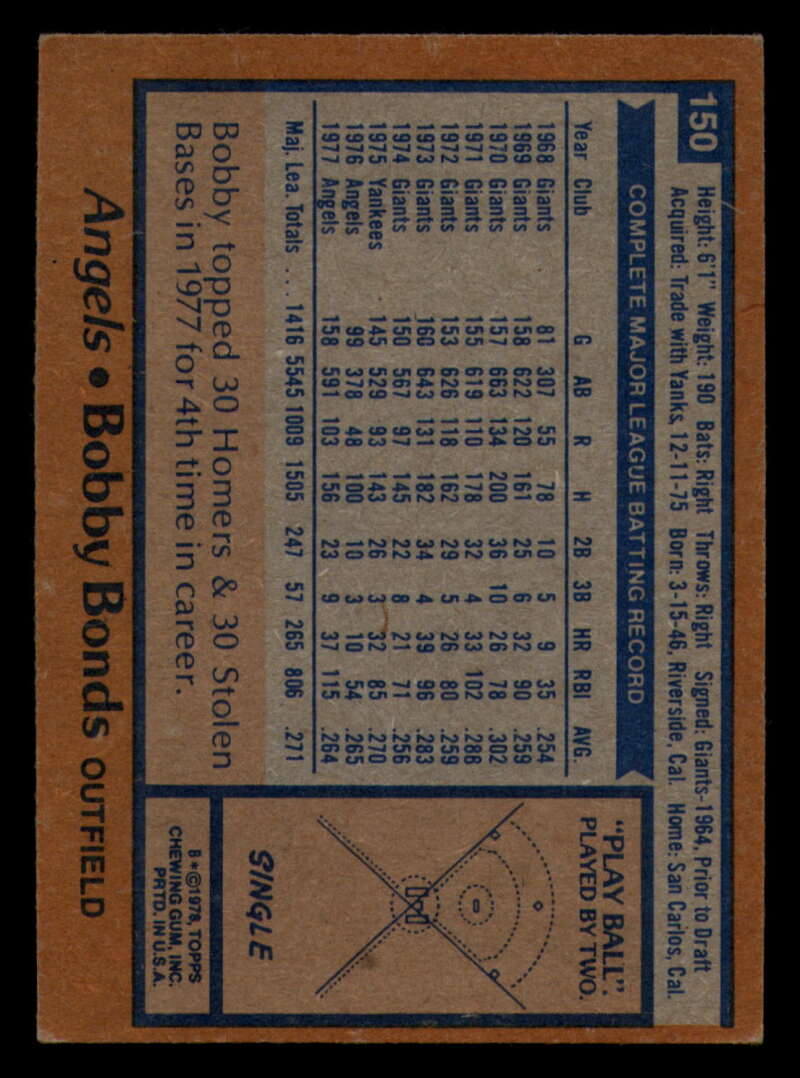 150
Height: 6'1" Weight: 190 Bats: Right Throws: Right Signed: Giants-1964, Prior to Draft
Acquired: Trade with Yanks, 12-11-75 Born: 3-15-46, Riverside, Cal. Home: San Carlos, Cal.
COMPLETE MAJOR LEAGUE BATTING RECORD
Year Club G AB R H 2B 3B HR RBI AVG.
1968 Giants 81 307 55 78 10 5 9 35 .254
1969 Giants 158 622 120 161 25 6 32 90 .259
1970 Giants 157 663 134 200 36 10 26 78 .302
1971 Giants 155 619 110 178 32 4 33 102 .288
1972 Giants 153 626 118 162 29 5 26 80 .259
1973 Giants 160 643 131 182 34 4 39 96 .283
1974 Giants 150 567 97 145 22 8 21 71 .256
1975 Yankees 145 529 93 143 26 3 32 85 .270
1976 Angels 99 378 48 100 10 3 10 54 .265
1977 Angels 158 591 103 156 23 9 37 115 .264
Maj. Lea. Totals ... 1416 5545 1009 1505 247 57 265 806 .271
Bobby topped 30 Homers & 30 Stolen
Bases in 1977 for 4th time in career.
"PLAY BALL".
PLAYED BY TWO.
SINGLE
B*©1978, TOPPS
CHEWING GUM, INC.
PRTD. IN U.S.A.
Angels • Bobby Bonds OUTFIELD